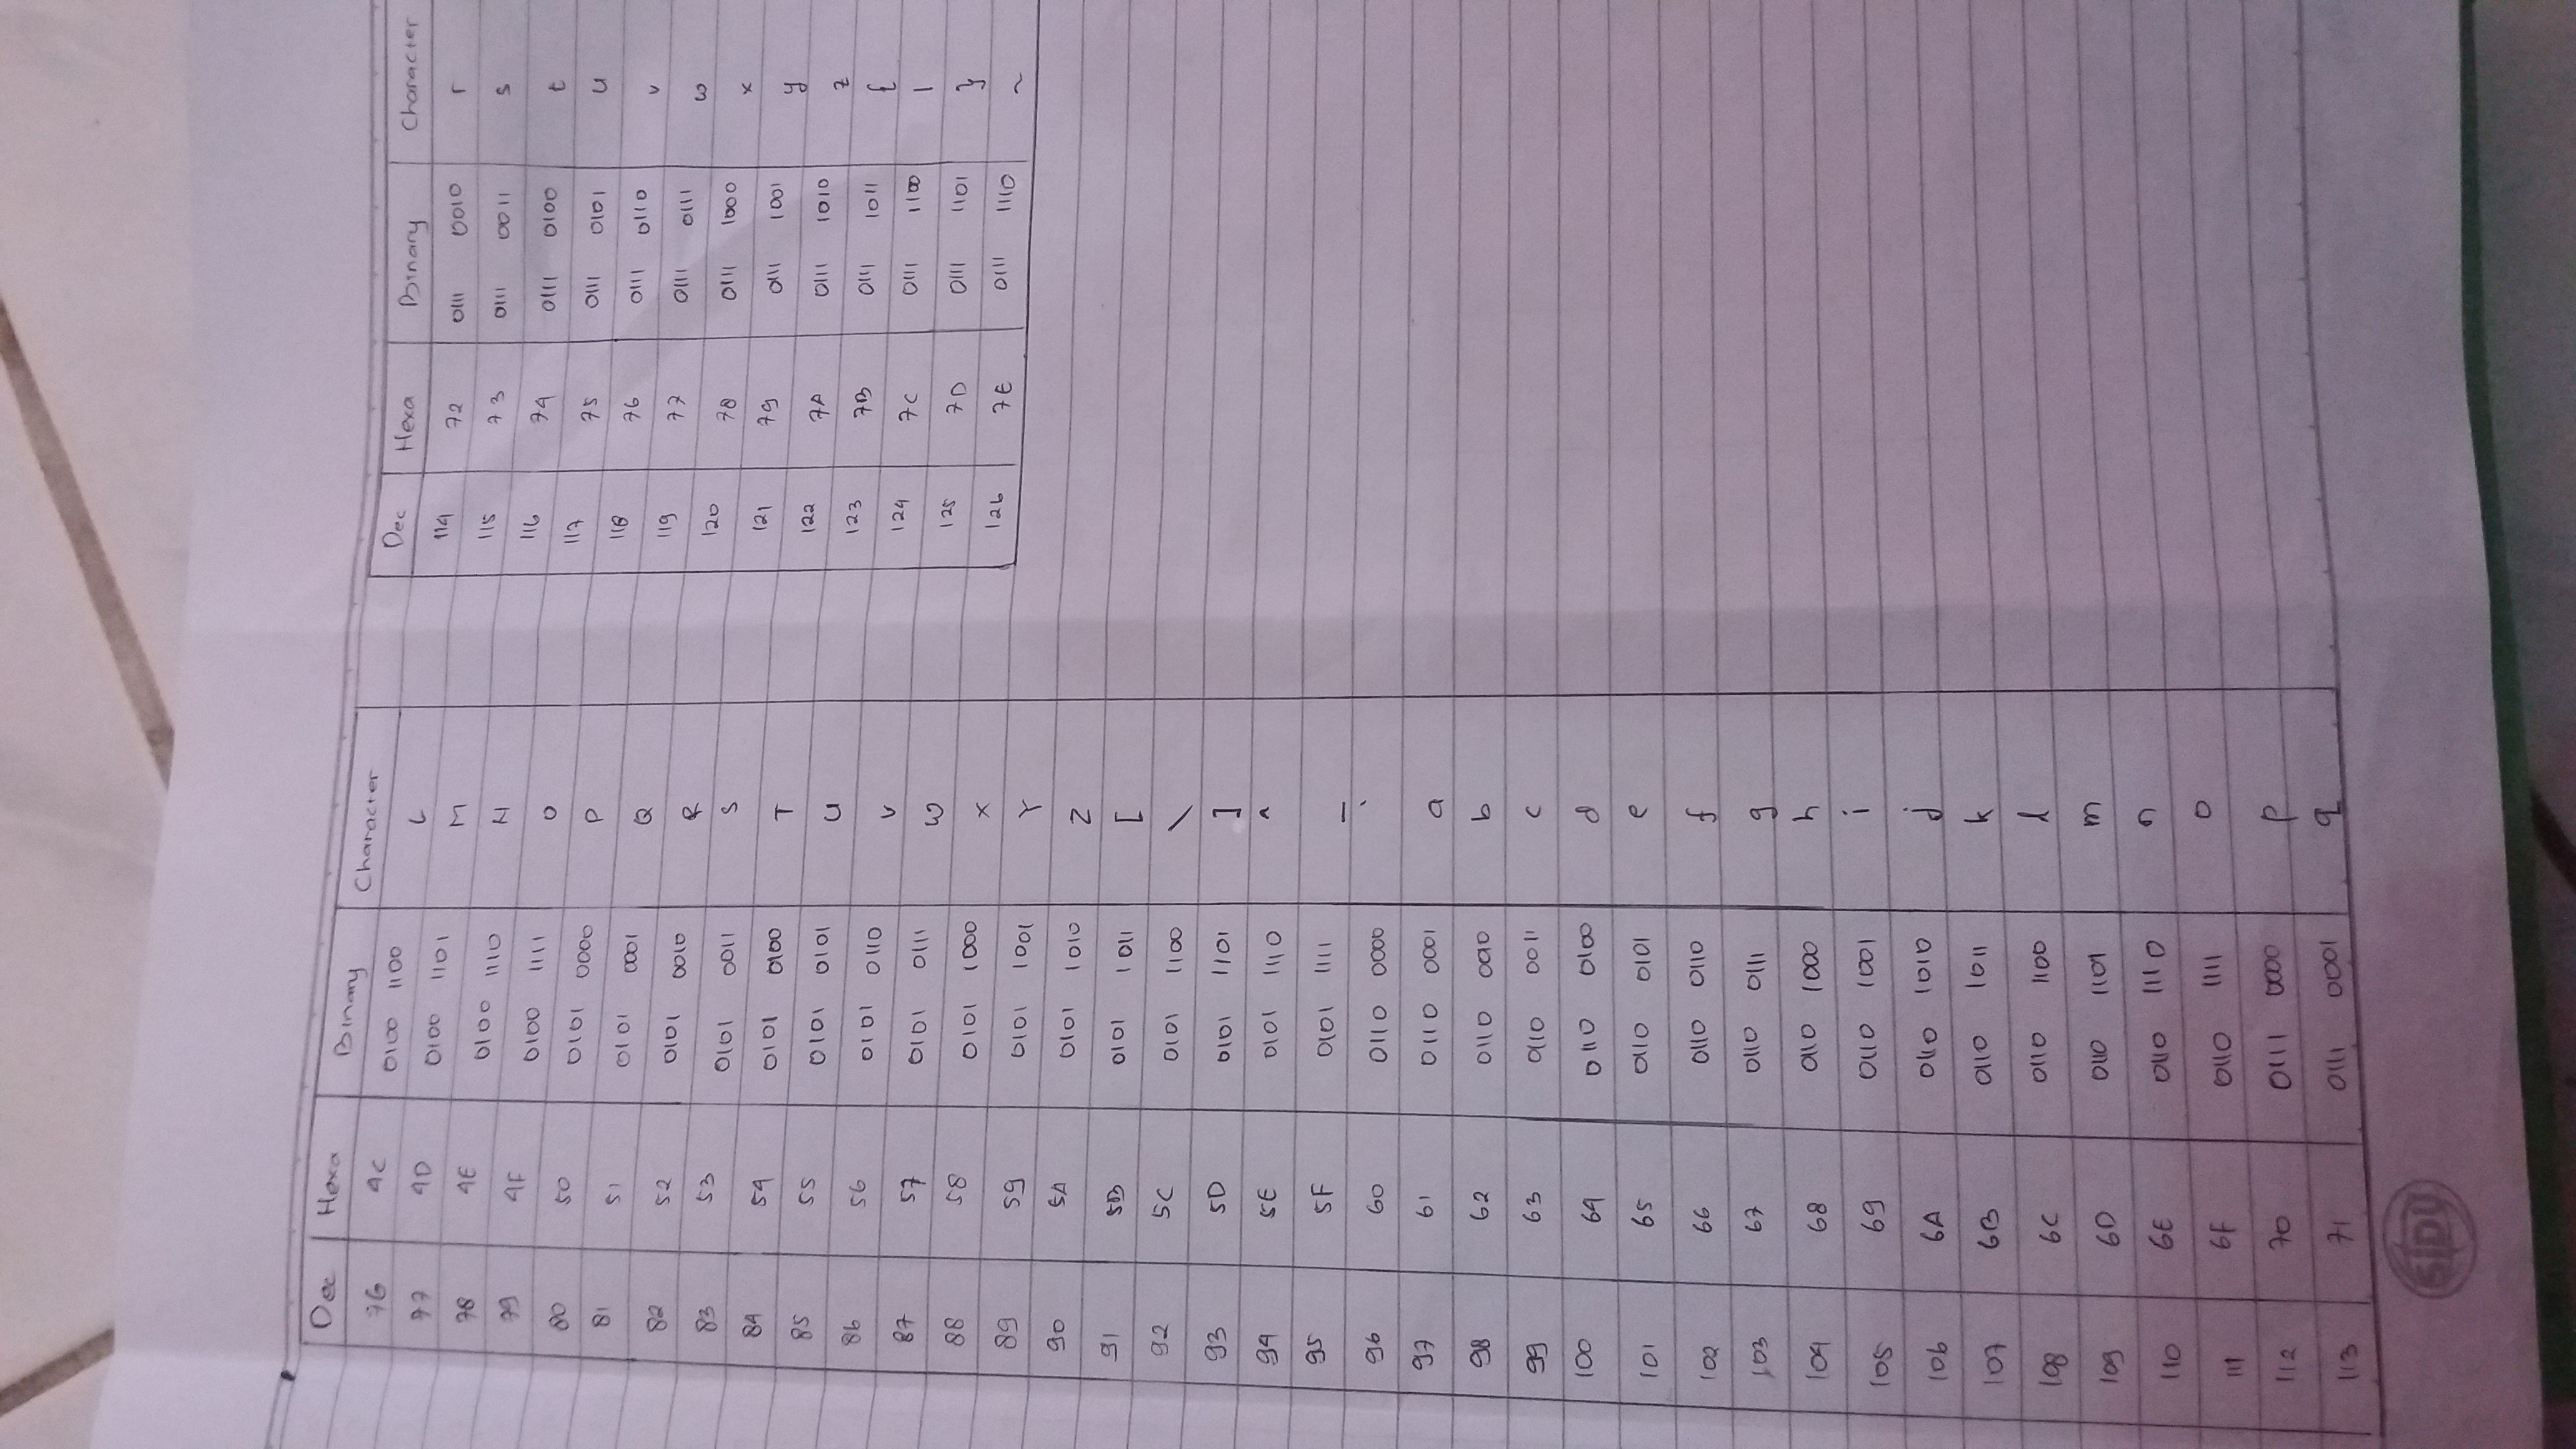 Dec Hexa Binary Character
76 4C 0100 1100 L
77 4D 0100 1101 M
78 4E 0100 1110 N
79 4F 0100 1111 O
80 50 0101 0000 P
81 51 0101 0001 Q
82 52 0101 0010 R
83 53 0101 0011 S
84 54 0101 0100 T
85 55 0101 0101 U
86 56 0101 0110 V
87 57 0101 0111 W
88 58 0101 1000 X
89 59 0101 1001 Y
90 5A 0101 1010 Z
91 5B 0101 1011 [
92 5C 0101 1100 \
93 5D 0101 1101 ]
94 5E 0101 1110 ^
95 5F 0101 1111 _
96 60 0110 0000 `
97 61 0110 0001 a
98 62 0110 0010 b
99 63 0110 0011 c
100 64 0110 0100 d
101 65 0110 0101 e
102 66 0110 0110 f
103 67 0110 0111 g
104 68 0110 1000 h
105 69 0110 1001 i
106 6A 0110 1010 j
107 6B 0110 1011 k
108 6C 0110 1100 l
109 6D 0110 1101 m
110 6E 0110 1110 n
111 6F 0110 1111 o
112 70 0111 0000 p
113 71 0111 0001 q
Dec Hexa Binary Character
114 72 0111 0010 r
115 73 0111 0011 s
116 74 0111 0100 t
117 75 0111 0101 u
118 76 0111 0110 v
119 77 0111 0111 w
120 78 0111 1000 x
121 79 0111 1001 y
122 7A 0111 1010 z
123 7B 0111 1011 {
124 7C 0111 1100 |
125 7D 0111 1101 }
126 7E 0111 1110 ~
SIDU